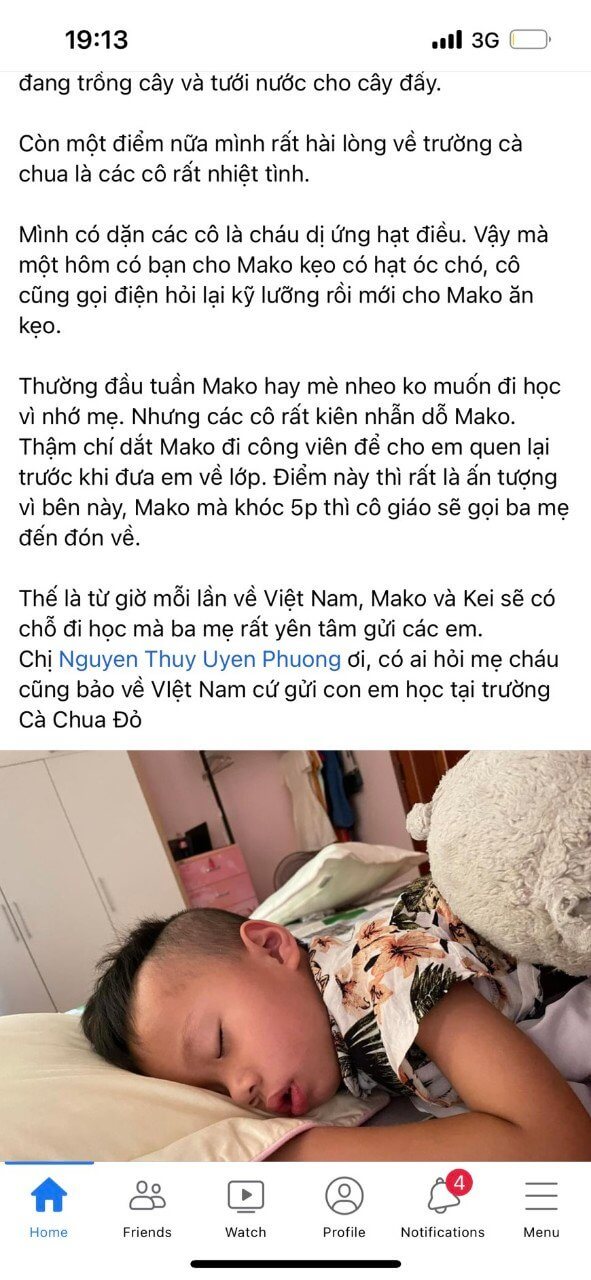 19:13
3G
đang trồng cây và tưới nước cho cây đấy.
Còn một điểm nữa mình rất hài lòng về trường cà
chua là các cô rất nhiệt tình.
Mình có dặn các cô là cháu dị ứng hạt điều. Vậy mà
một hôm có bạn cho Mako kẹo có hạt óc chó, cô
cũng gọi điện hỏi lại kỹ lưỡng rồi mới cho Mako ăn
kẹo.
Thường đầu tuần Mako hay mè nheo ko muốn đi học
vì nhớ mẹ. Nhưng các cô rất kiên nhẫn dỗ Mako.
Thậm chí dắt Mako đi công viên để cho em quen lại
trước khi đưa em về lớp. Điểm này thì rất là ấn tượng
vì bên này, Mako mà khóc 5p thì cô giáo sẽ gọi ba mẹ
đến đón về.
Thế là từ giờ mỗi lần về Việt Nam, Mako và Kei sẽ có
chỗ đi học mà ba mẹ rất yên tâm gửi các em.
Chị Nguyen Thuy Uyen Phuong ơi, có ai hỏi mẹ cháu
cũng bảo về VIệt Nam cứ gửi con em học tại trường
Cà Chua Đỏ
4
Home Friends Watch Profile Notifications Menu